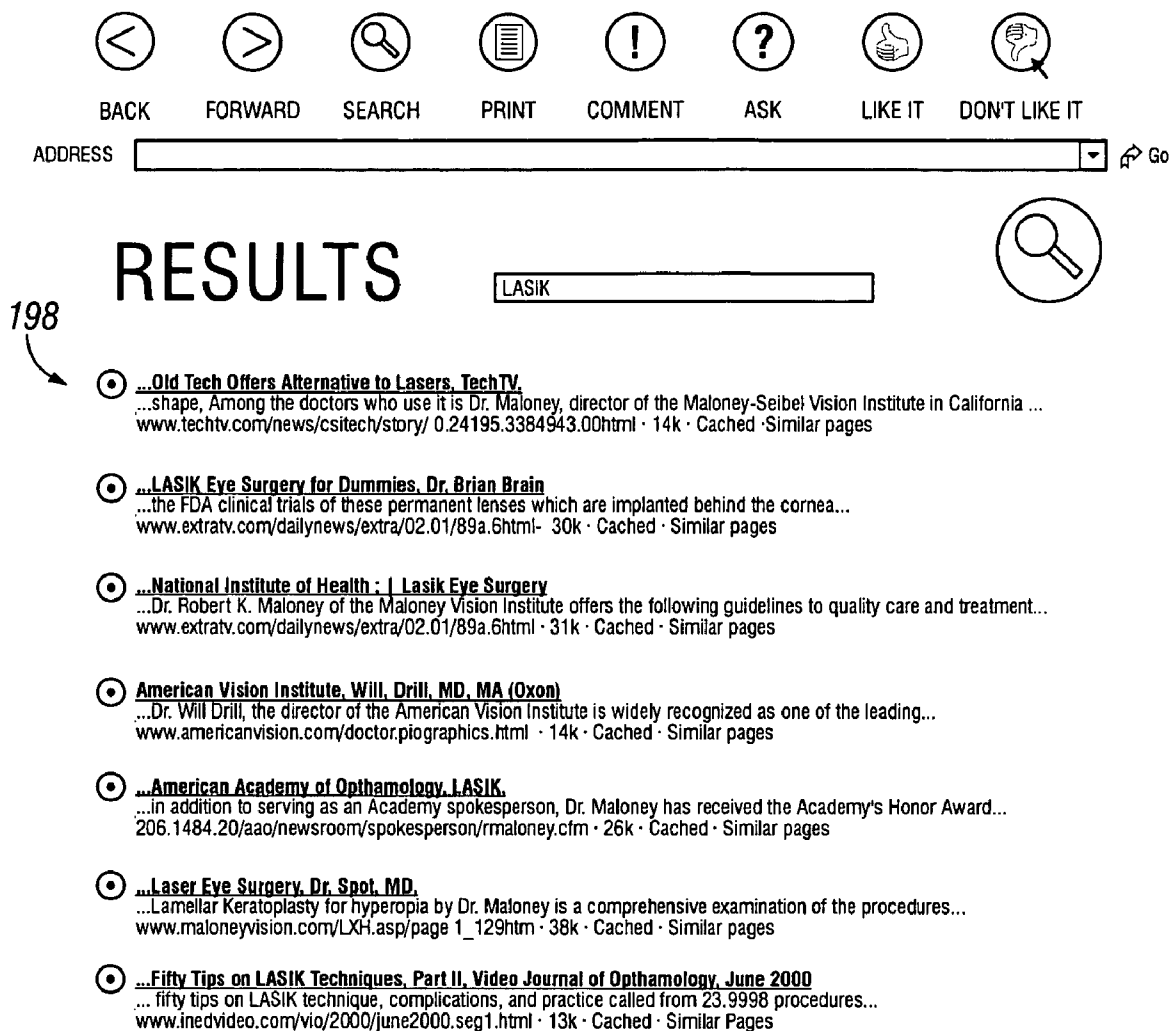 BACK FORWARD SEARCH PRINT COMMENT ASK LIKE IT DON'T LIKE IT
ADDRESS Go
RESULTS LASIK
198
...Old Tech Offers Alternative to Lasers, TechTV.
...shape, Among the doctors who use it is Dr. Maloney, director of the Maloney-Seibel Vision Institute in California ...
www.techtv.com/news/csitech/story/ 0.24195.3384943.00html · 14k · Cached ·Similar pages
...LASIK Eye Surgery for Dummies, Dr. Brian Brain
...the FDA clinical trials of these permanent lenses which are implanted behind the cornea...
www.extratv.com/dailynews/extra/02.01/89a.6html- 30k · Cached · Similar pages
...National Institute of Health : | Lasik Eye Surgery
...Dr. Robert K. Maloney of the Maloney Vision Institute offers the following guidelines to quality care and treatment...
www.extratv.com/dailynews/extra/02.01/89a.6html · 31k · Cached · Similar pages
American Vision Institute, Will, Drill, MD, MA (Oxon)
...Dr. Will Drill, the director of the American Vision Institute is widely recognized as one of the leading...
www.americanvision.com/doctor.piographics.html · 14k · Cached · Similar pages
...American Academy of Opthamology, LASIK.
...in addition to serving as an Academy spokesperson, Dr. Maloney has received the Academy's Honor Award...
206.1484.20/aao/newsroom/spokesperson/rmaloney.cfm · 26k · Cached · Similar pages
...Laser Eye Surgery, Dr. Spot, MD.
...Lamellar Keratoplasty for hyperopia by Dr. Maloney is a comprehensive examination of the procedures...
www.maloneyvision.com/LXH.asp/page 1_129htm · 38k · Cached · Similar pages
...Fifty Tips on LASIK Techniques, Part II, Video Journal of Opthamology, June 2000
... fifty tips on LASIK technique, complications, and practice called from 23.9998 procedures...
www.inedvideo.com/vio/2000/june2000.seg1.html · 13k · Cached · Similar Pages